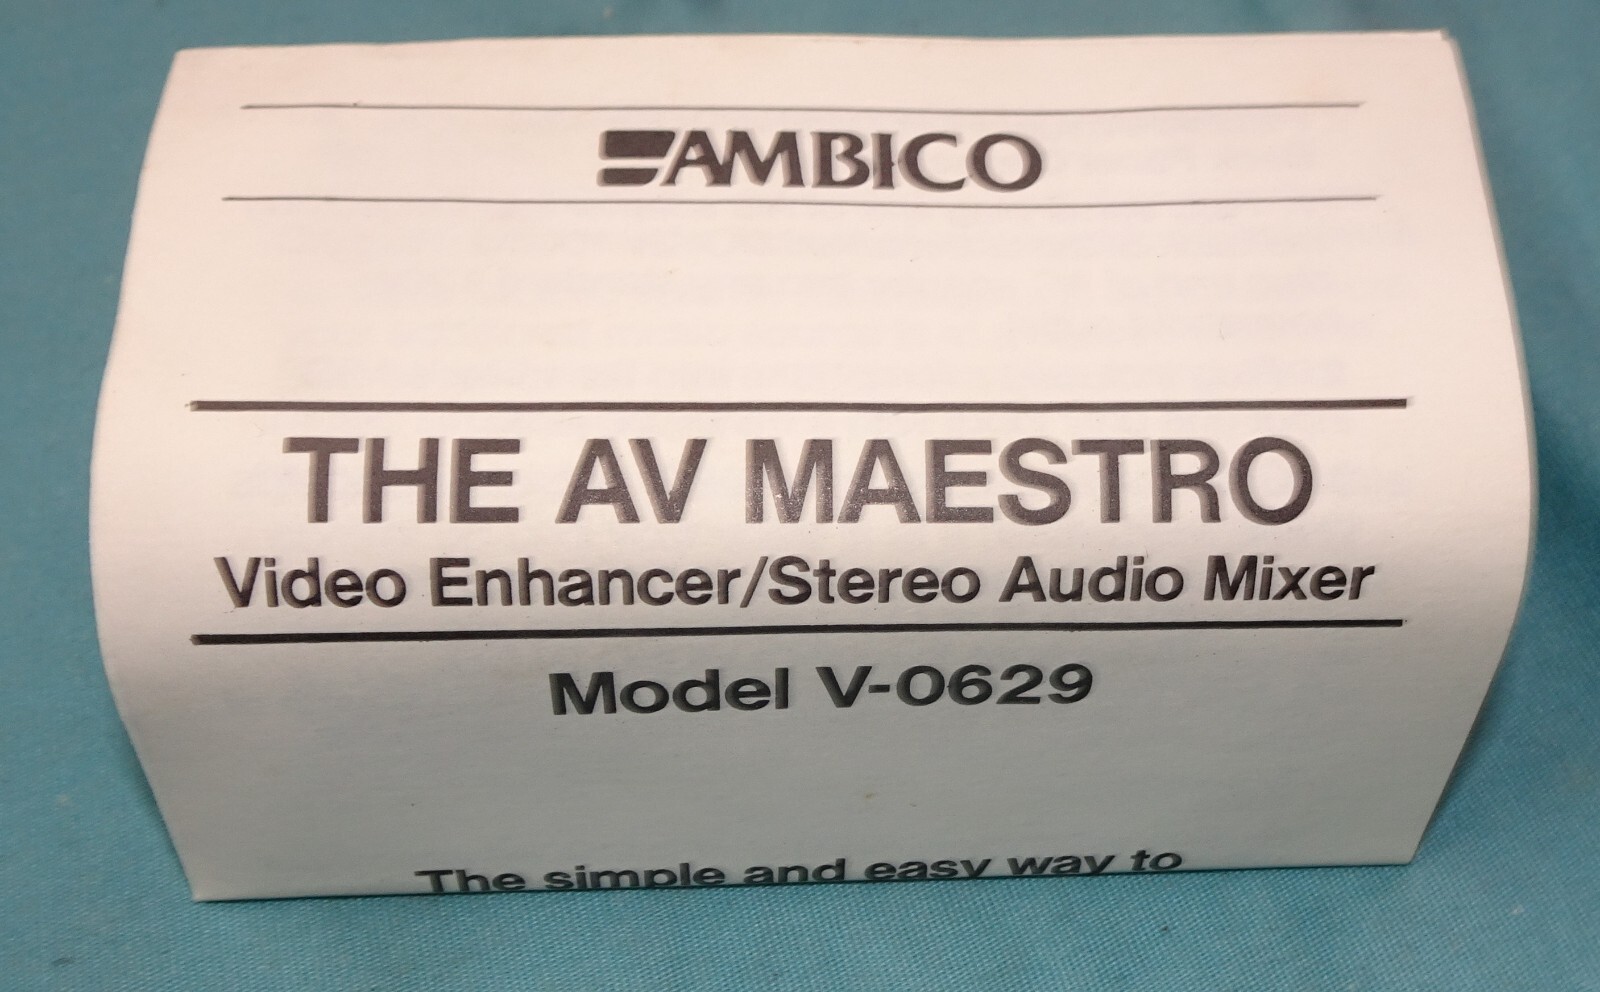 AMBICO
THE AV MAESTRO
Video Enhancer/Stereo Audio Mixer
Model V-0629
The simple and easy way to